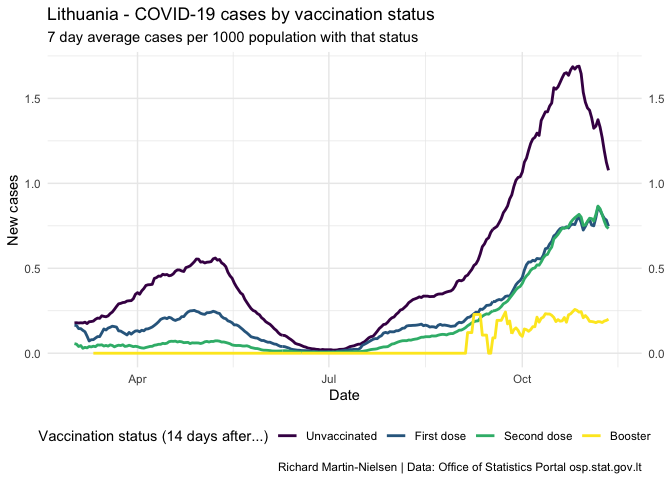 Lithuania - COVID-19 cases by vaccination status
7 day average cases per 1000 population with that status
New cases
1.5 1.5
1.0 1.0
0.5 0.5
0.0 0.0
Apr Jul Oct
Date
Vaccination status (14 days after...) Unvaccinated First dose Second dose Booster
Richard Martin-Nielsen | Data: Office of Statistics Portal osp.stat.gov.lt